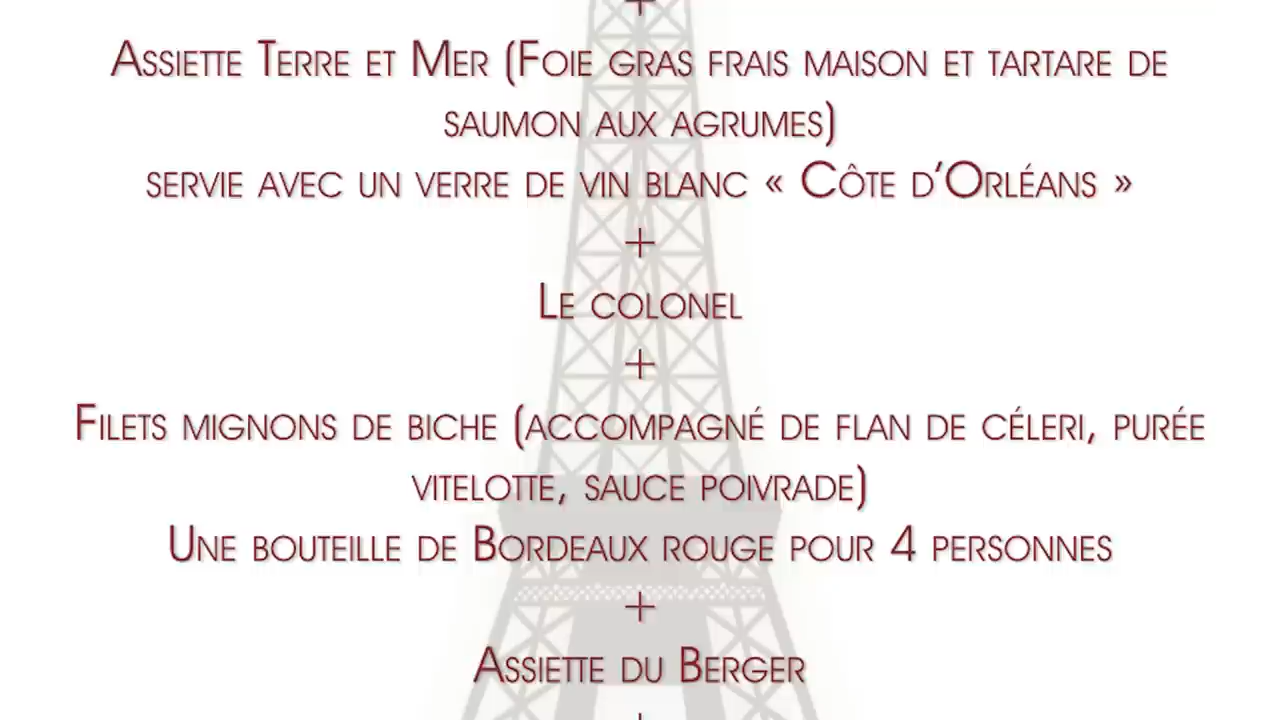 +
Assiette Terre et Mer (Foie gras frais maison et tartare de
saumon aux agrumes)
servie avec un verre de vin blanc « Côte d'Orléans »
+
Le colonel
+
Filets mignons de biche (accompagné de flan de céleri, purée
vitelotte, sauce poivrade)
Une bouteille de Bordeaux rouge pour 4 personnes
+
Assiette du Berger
+